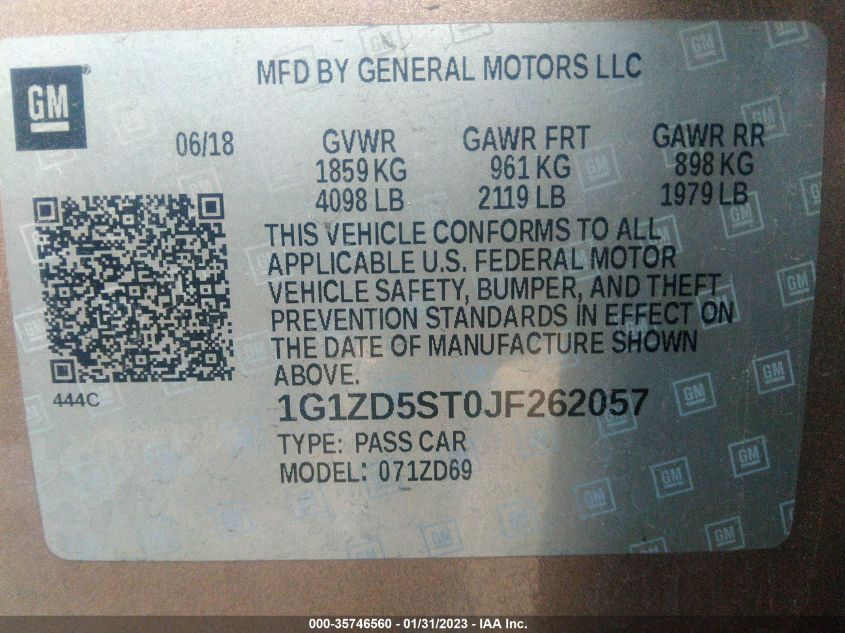 GM
MFD BY GENERAL MOTORS LLC
06/18 GVWR GAWR FRT GAWR RR
1859 KG 961 KG 898 KG
4098 LB 2119 LB 1979 LB
THIS VEHICLE CONFORMS TO ALL
APPLICABLE U.S. FEDERAL MOTOR
VEHICLE SAFETY, BUMPER, AND THEFT
PREVENTION STANDARDS IN EFFECT ON
THE DATE OF MANUFACTURE SHOWN
ABOVE.
444C
1G1ZD5ST0JF262057
TYPE: PASS CAR
MODEL: 071ZD69
000-35746560 - 01/31/2023 - IAA Inc.